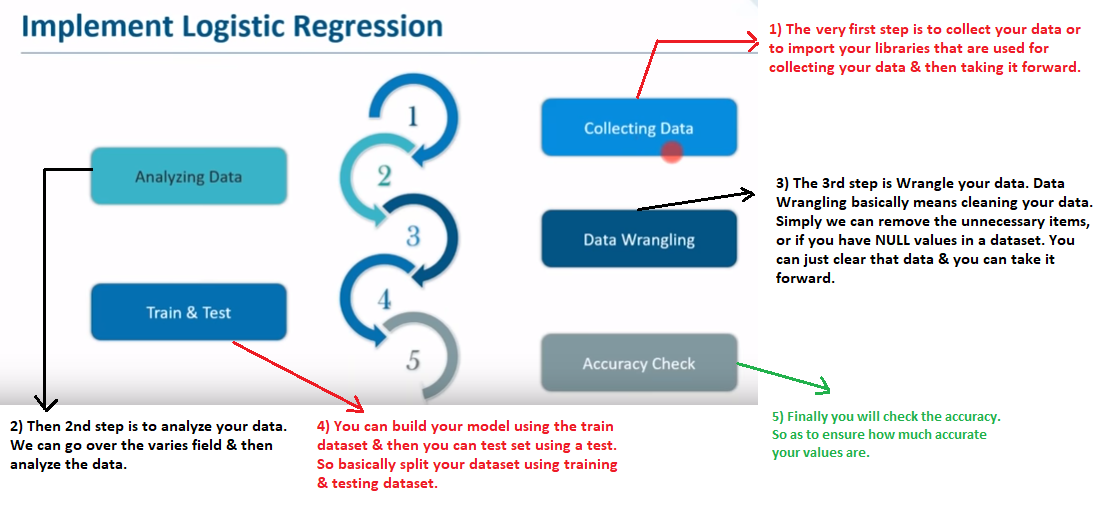 Implement Logistic Regression
1) The very first step is to collect your data or
to import your libraries that are used for
collecting your data & then taking it forward.
1
Collecting Data
Analyzing Data
2
3) The 3rd step is Wrangle your data. Data
Wrangling basically means cleaning your data.
Simply we can remove the unnecessary items,
or if you have NULL values in a dataset. You
can just clear that data & you can take it
forward.
3
Data Wrangling
Train & Test
4
5
Accuracy Check
2) Then 2nd step is to analyze your data.
We can go over the varies field & then
analyze the data.
4) You can build your model using the train
dataset & then you can test set using a test.
So basically split your dataset using training
& testing dataset.
5) Finally you will check the accuracy.
So as to ensure how much accurate
your values are.